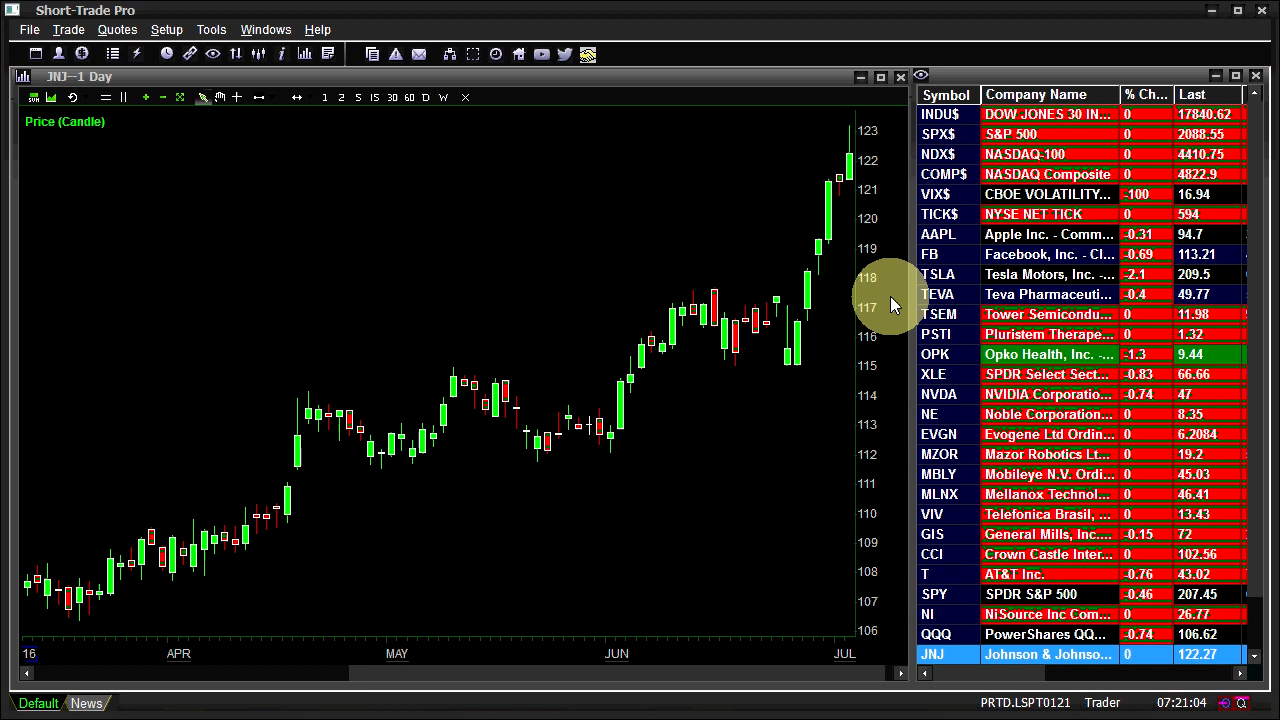 Short-Trade Pro
File Trade Quotes Setup Tools Windows Help
JNJ--1 Day
1 2 5 15 30 60 D W
Price (Candle)
123
122
121
120
119
118
117
116
115
114
113
112
111
110
109
108
107
106
16 APR MAY JUN JUL
Symbol Company Name % Ch... Last
INDU$ DOW JONES 30 IN... 0 17840.62
SPX$ S&P 500 0 2088.55
NDX$ NASDAQ-100 0 4410.75
COMP$ NASDAQ Composite 0 4822.9
VIX$ CBOE VOLATILITY... -100 16.94
TICK$ NYSE NET TICK 0 594
AAPL Apple Inc. - Comm... -0.31 94.7
FB Facebook, Inc. - Cl... -0.69 113.21
TSLA Tesla Motors, Inc. -... -2.1 209.5
TEVA Teva Pharmaceuti... -0.4 49.77
TSEM Tower Semicondu... 0 11.98
PSTI Pluristem Therape... 0 1.32
OPK Opko Health, Inc. -... -1.3 9.44
XLE SPDR Select Sect... -0.83 66.66
NVDA NVIDIA Corporatio... -0.74 47
NE Noble Corporation... 0 8.35
EVGN Evogene Ltd Ordin... 0 6.2084
MZOR Mazor Robotics Lt... 0 19.2
MBLY Mobileye N.V. Ordi... 0 45.03
MLNX Mellanox Technol... 0 46.41
VIV Telefonica Brasil, ... 0 13.43
GIS General Mills, Inc.... -0.15 72
CCI Crown Castle Inter... 0 102.56
T AT&T Inc. -0.76 43.02
SPY SPDR S&P 500 -0.46 207.45
NI NiSource Inc Com... 0 26.77
QQQ PowerShares QQ... -0.74 106.62
JNJ Johnson & Johnso... 0 122.27
Default News
PRTD.LSPT0121 Trader 07:21:04